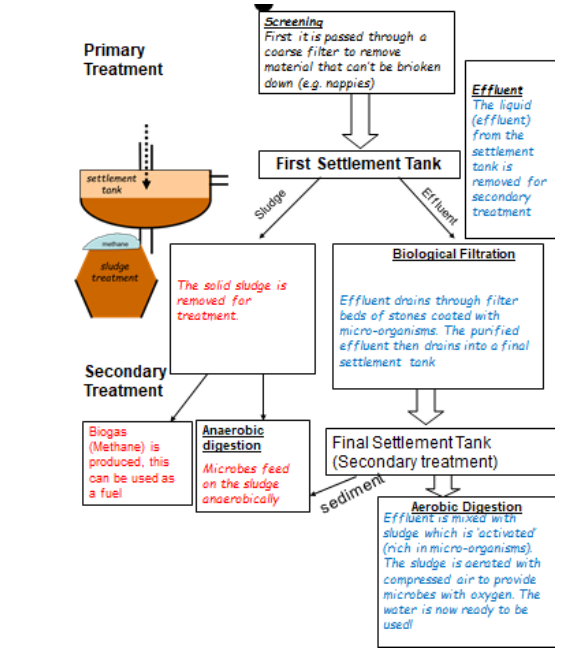 Primary
Treatment
Screening
First it is passed through a
coarse filter to remove
material that can't be brioken
down (e.g. nappies)
Effluent
The liquid
(effluent)
from the
settlement
tank is
removed for
secondary
treatment
First Settlement Tank
settlement
tank
Sludge
Effluent
methane
sludge
treatment
The solid sludge is
removed for
treatment.
Biological Filtration
Effluent drains through filter
beds of stones coated with
micro-organisms. The purified
effluent then drains into a final
settlement tank
Secondary
Treatment
Biogas
(Methane) is
produced, this
can be used as
a fuel
Anaerobic
digestion
Microbes feed
on the sludge
anaerobically
Final Settlement Tank
(Secondary treatment)
sediment
Aerobic Digestion
Effluent is mixed with
sludge which is 'activated'
(rich in micro-organisms).
The sludge is aerated with
compressed air to provide
microbes with oxygen. The
water is now ready to be
used!